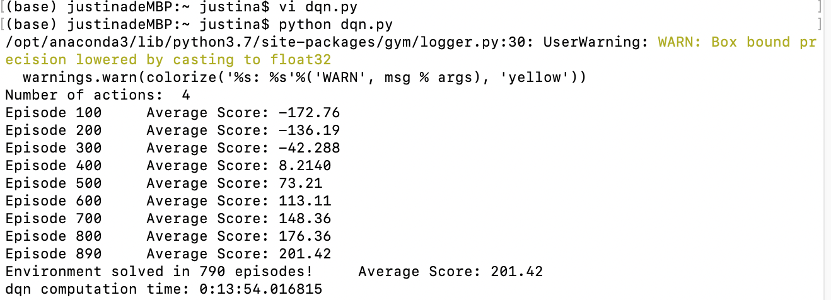 [(base) justinadeMBP:~ justina$ vi dqn.py ]
[(base) justinadeMBP:~ justina$ python dqn.py ]
/opt/anaconda3/lib/python3.7/site-packages/gym/logger.py:30: UserWarning: WARN: Box bound pr
ecision lowered by casting to float32
  warnings.warn(colorize('%s: %s'%('WARN', msg % args), 'yellow'))
Number of actions:  4
Episode 100     Average Score: -172.76
Episode 200     Average Score: -136.19
Episode 300     Average Score: -42.288
Episode 400     Average Score: 8.2140
Episode 500     Average Score: 73.21
Episode 600     Average Score: 113.11
Episode 700     Average Score: 148.36
Episode 800     Average Score: 176.36
Episode 890     Average Score: 201.42
Environment solved in 790 episodes!     Average Score: 201.42
dqn computation time: 0:13:54.016815